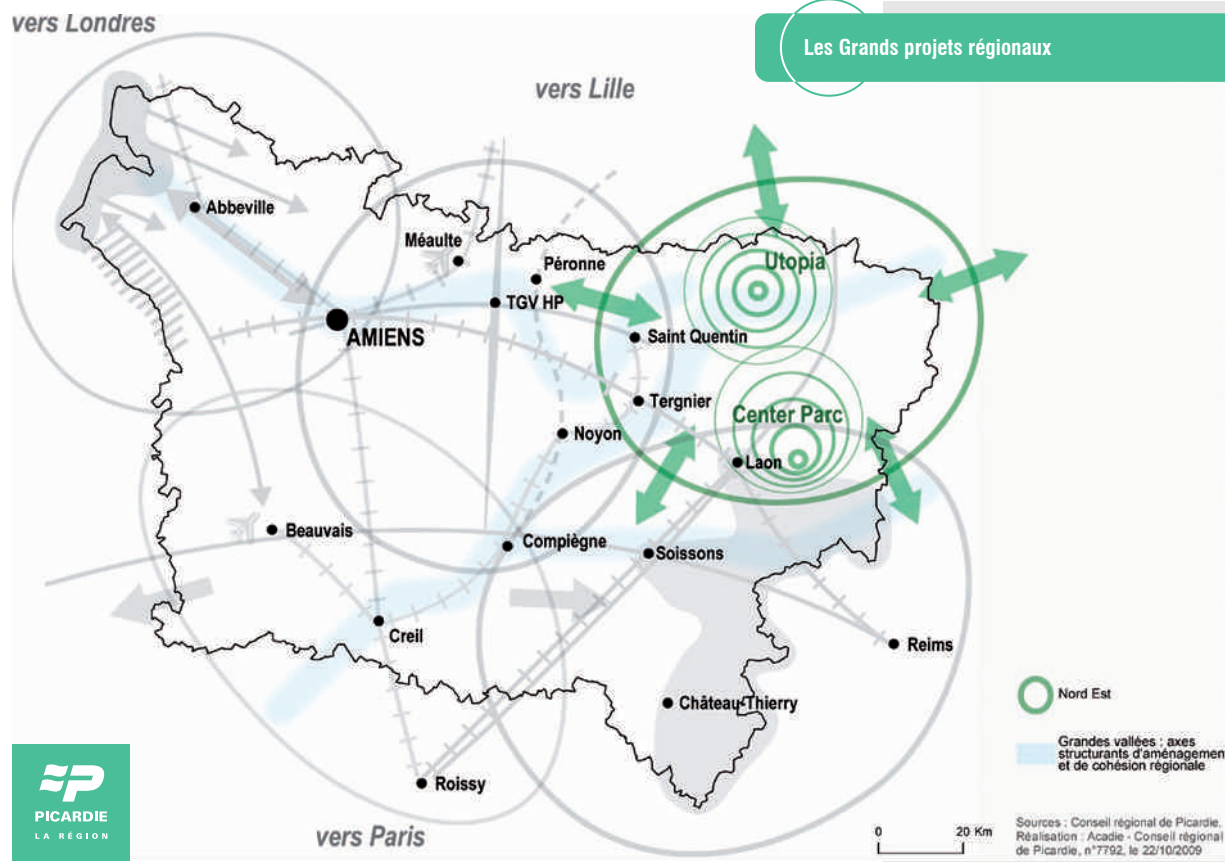 vers Londres
Les Grands projets régionaux
vers Lille
Abbeville
Méaulte
Péronne
Utopia
TGV HP
AMIENS
Saint Quentin
Tergnier
Center Parc
Noyon
Laon
Beauvais
Compiègne
Soissons
Creil
Reims
Château-Thierry
Nord Est
Grandes vallées : axes
structurants d'aménagement
et de cohésion régionale
Roissy
vers Paris
PICARDIE
LA RÉGION
0 20 Km
Sources : Conseil régional de Picardie,
Réalisation : Acadie - Conseil régional
de Picardie, n°7792, le 22/10/2009